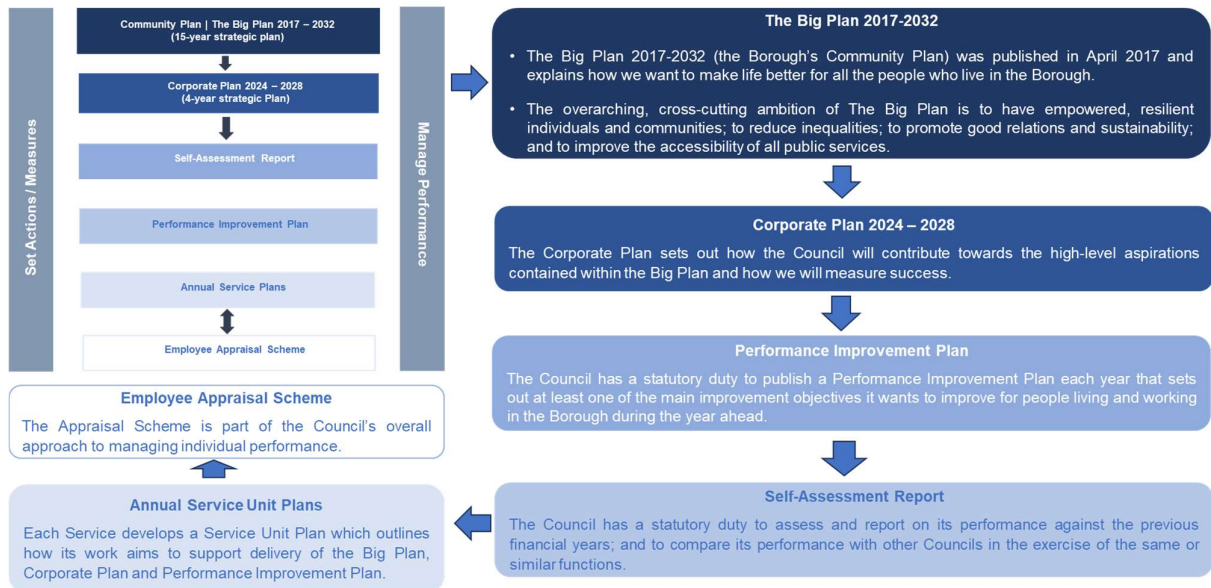 Community Plan | The Big Plan 2017 – 2032
(15-year strategic plan)
Corporate Plan 2024 – 2028
(4-year strategic Plan)
Self-Assessment Report
Performance Improvement Plan
Annual Service Plans
Employee Appraisal Scheme
Set Actions / Measures
Manage Performance
The Big Plan 2017-2032
• The Big Plan 2017-2032 (the Borough's Community Plan) was published in April 2017 and
explains how we want to make life better for all the people who live in the Borough.
• The overarching, cross-cutting ambition of The Big Plan is to have empowered, resilient
individuals and communities; to reduce inequalities; to promote good relations and sustainability;
and to improve the accessibility of all public services.
Corporate Plan 2024 – 2028
The Corporate Plan sets out how the Council will contribute towards the high-level aspirations
contained within the Big Plan and how we will measure success.
Performance Improvement Plan
The Council has a statutory duty to publish a Performance Improvement Plan each year that sets
out at least one of the main improvement objectives it wants to improve for people living and working
in the Borough during the year ahead.
Self-Assessment Report
The Council has a statutory duty to assess and report on its performance against the previous
financial years; and to compare its performance with other Councils in the exercise of the same or
similar functions.
Annual Service Unit Plans
Each Service develops a Service Unit Plan which outlines
how its work aims to support delivery of the Big Plan,
Corporate Plan and Performance Improvement Plan.
Employee Appraisal Scheme
The Appraisal Scheme is part of the Council's overall
approach to managing individual performance.